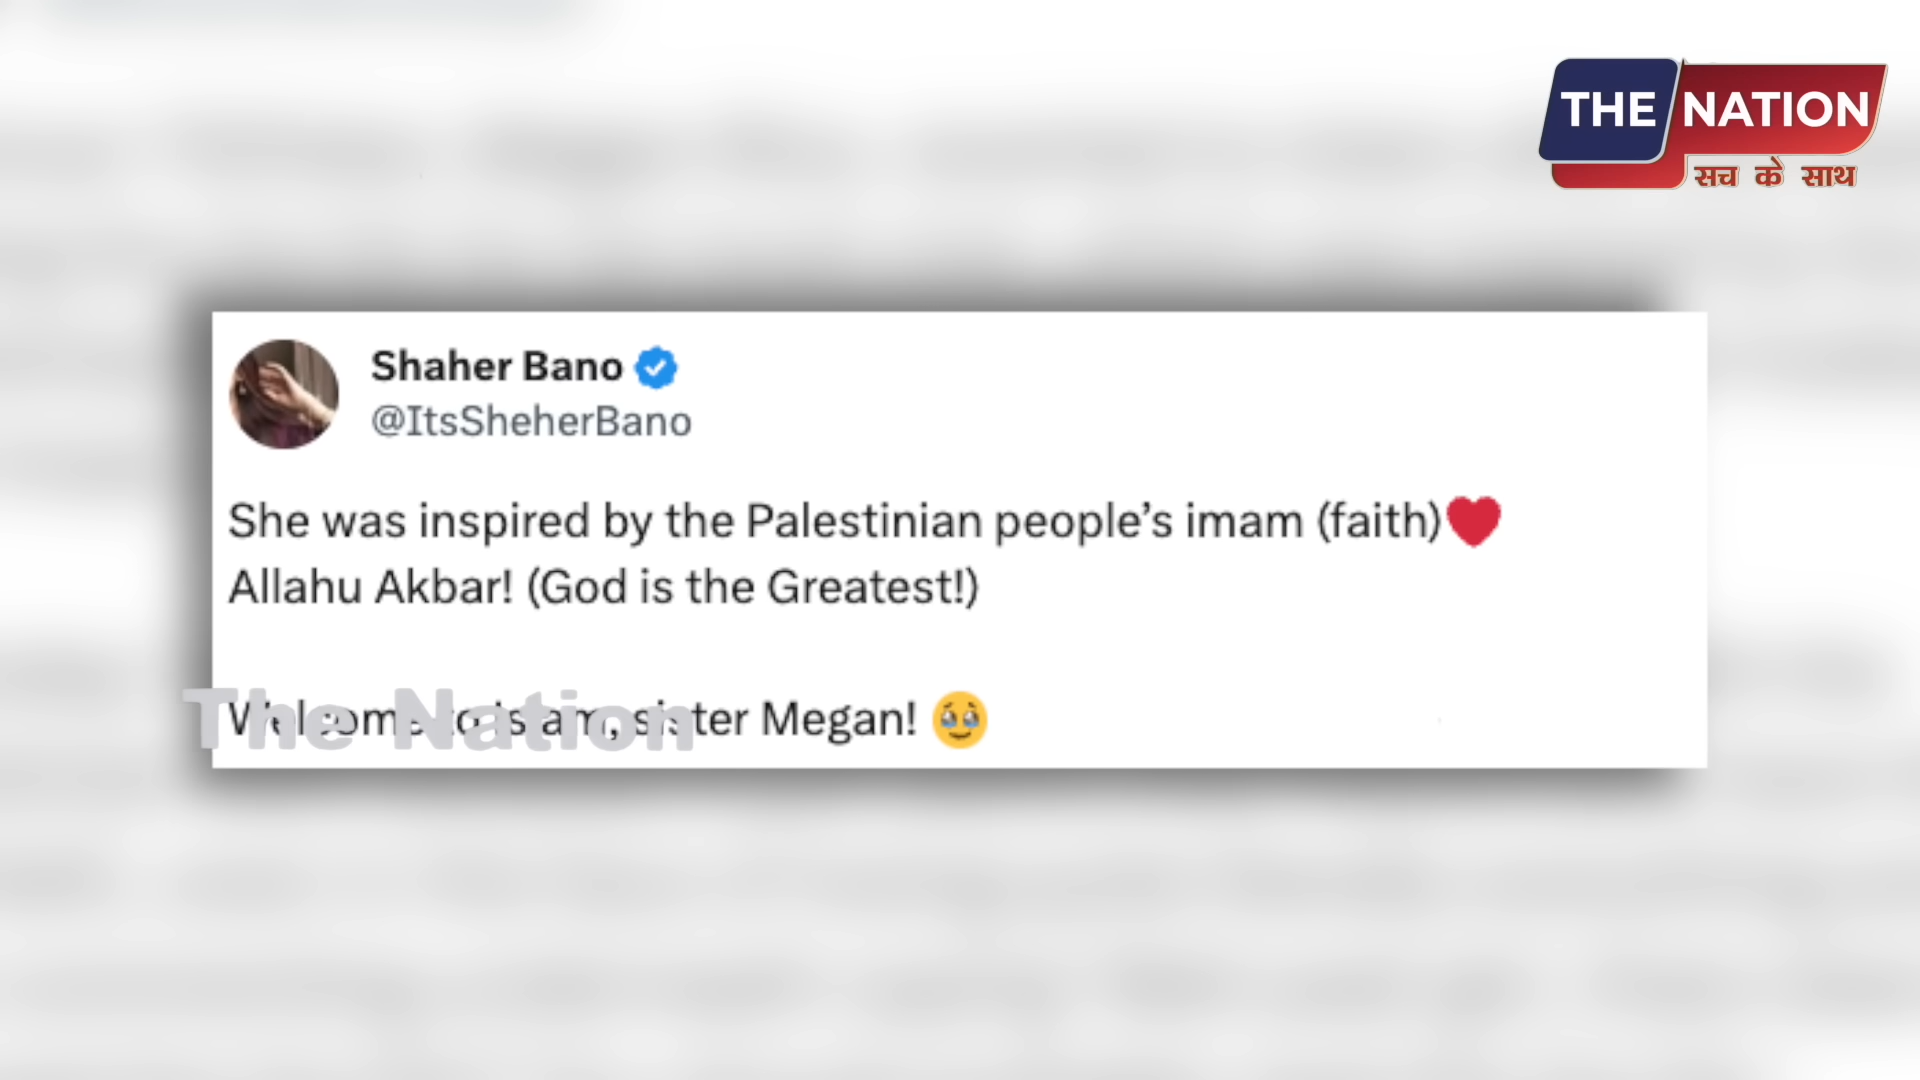 THE NATION
सच के साथ
Shaher Bano
@ItsSheherBano
She was inspired by the Palestinian people’s imam (faith)❤️
Allahu Akbar! (God is the Greatest!)
Welcome to Islam, sister Megan! 🥹
The Nation